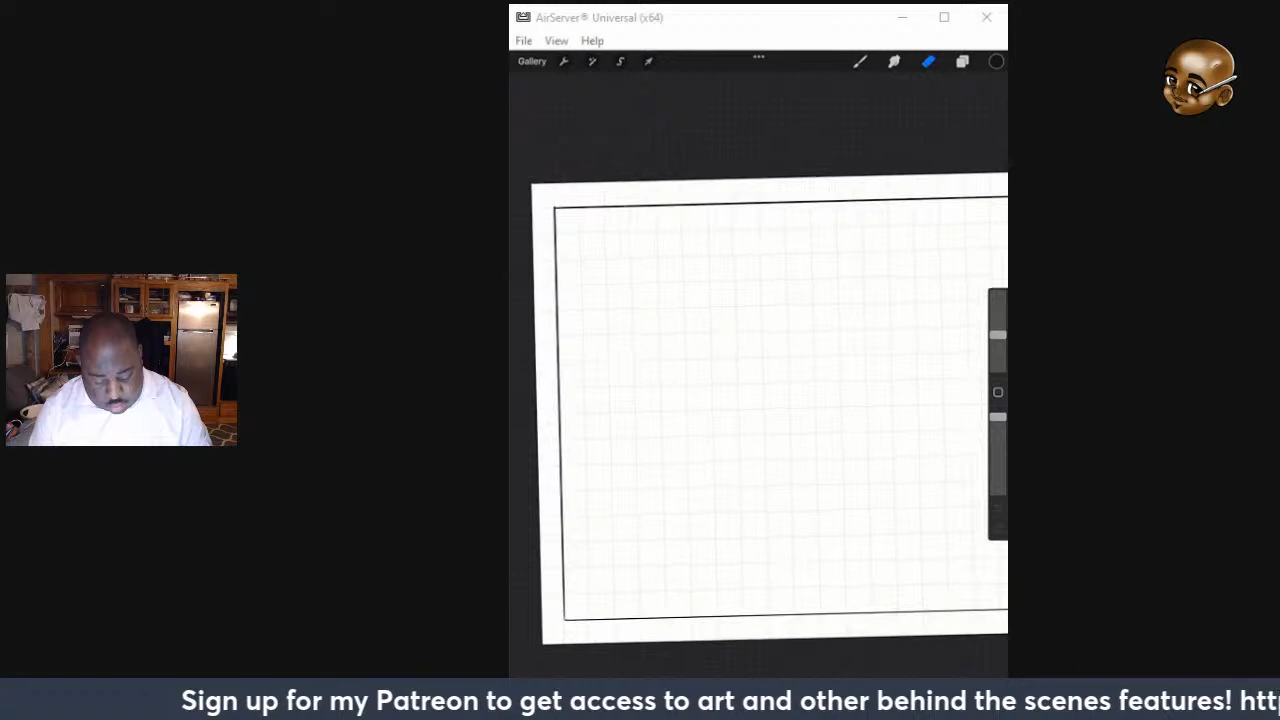 AirServer® Universal (x64)
File View Help
Gallery
Sign up for my Patreon to get access to art and other behind the scenes features! htt